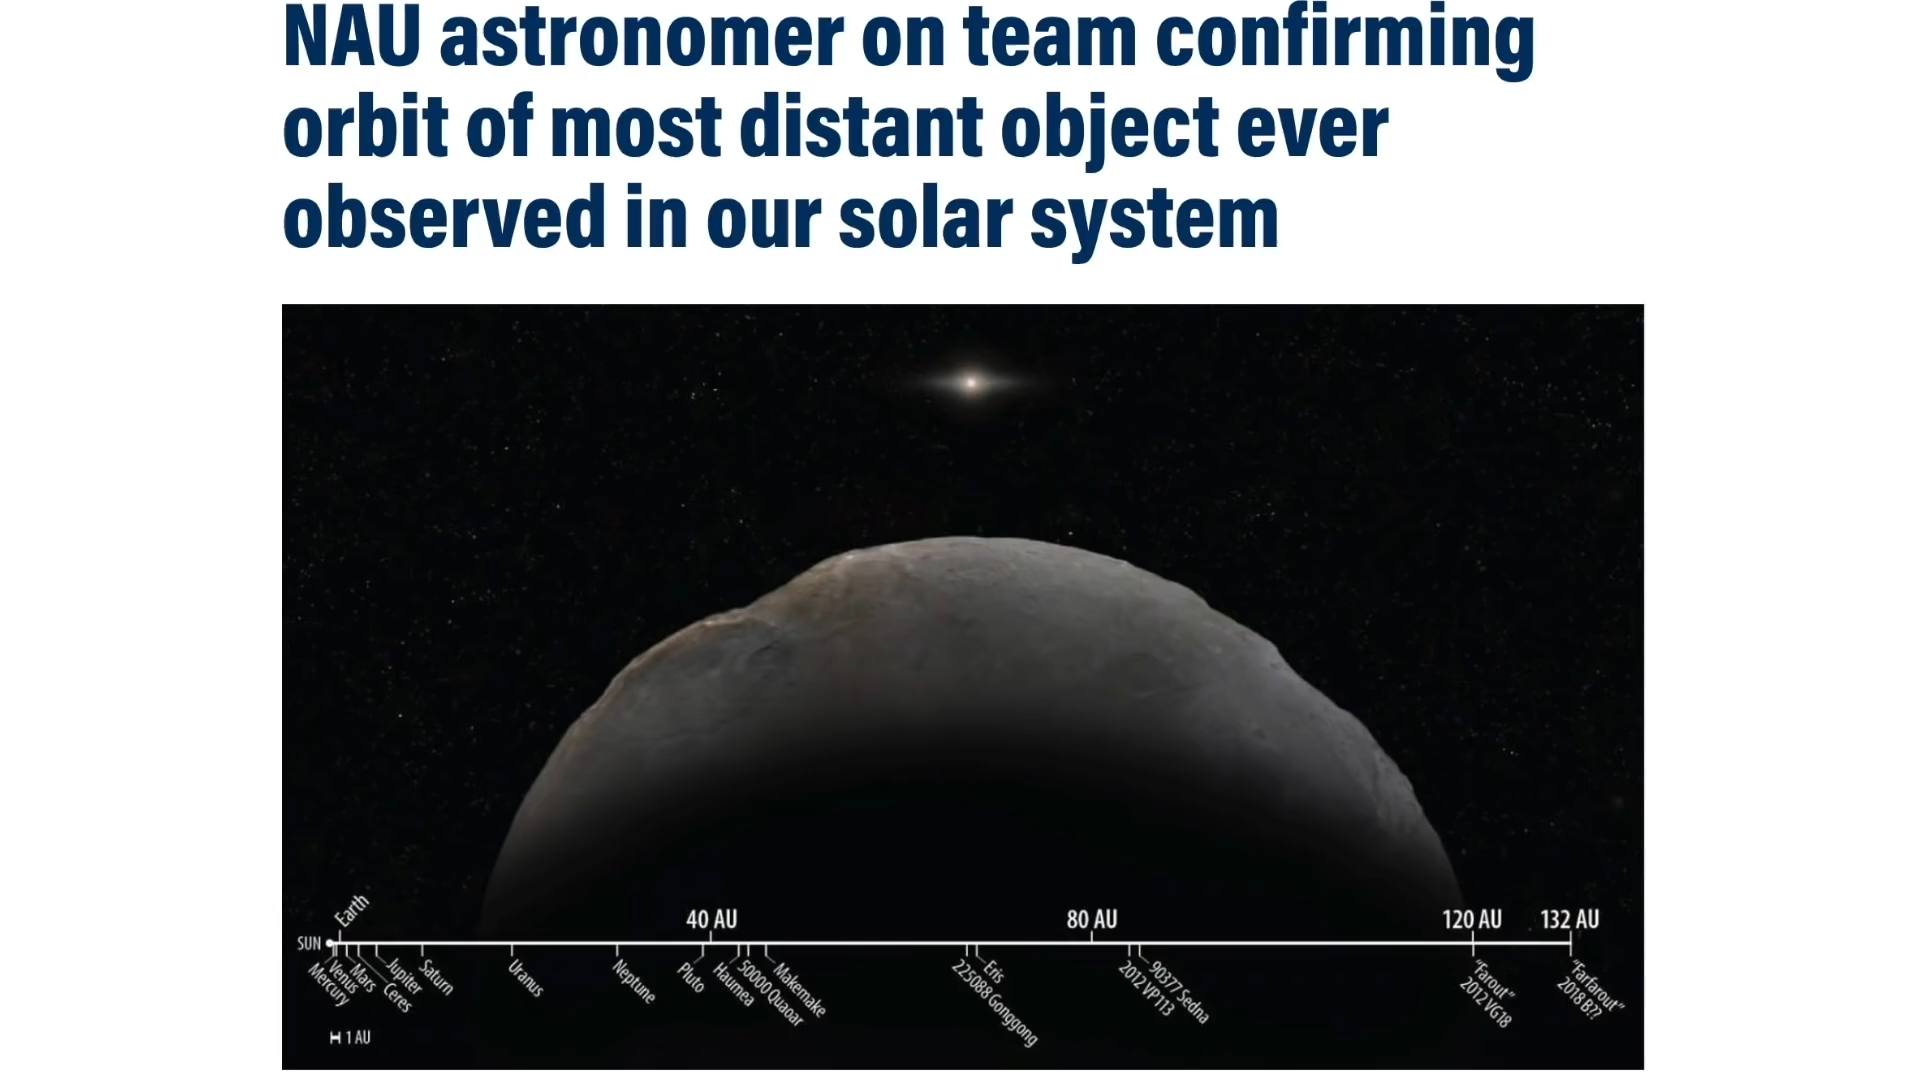 NAU astronomer on team confirming
orbit of most distant object ever
observed in our solar system
Earth
40 AU
80 AU
120 AU
132 AU
SUN
Mercury
Venus
Mars
Ceres
Jupiter
Saturn
Uranus
Neptune
Pluto
Haumea
50000 Quaoar
Makemake
225088 Gonggong
Eris
2012 VP113
90377 Sedna
"Farout"
2012 VG18
"Farfarout"
2018 B??
1 AU